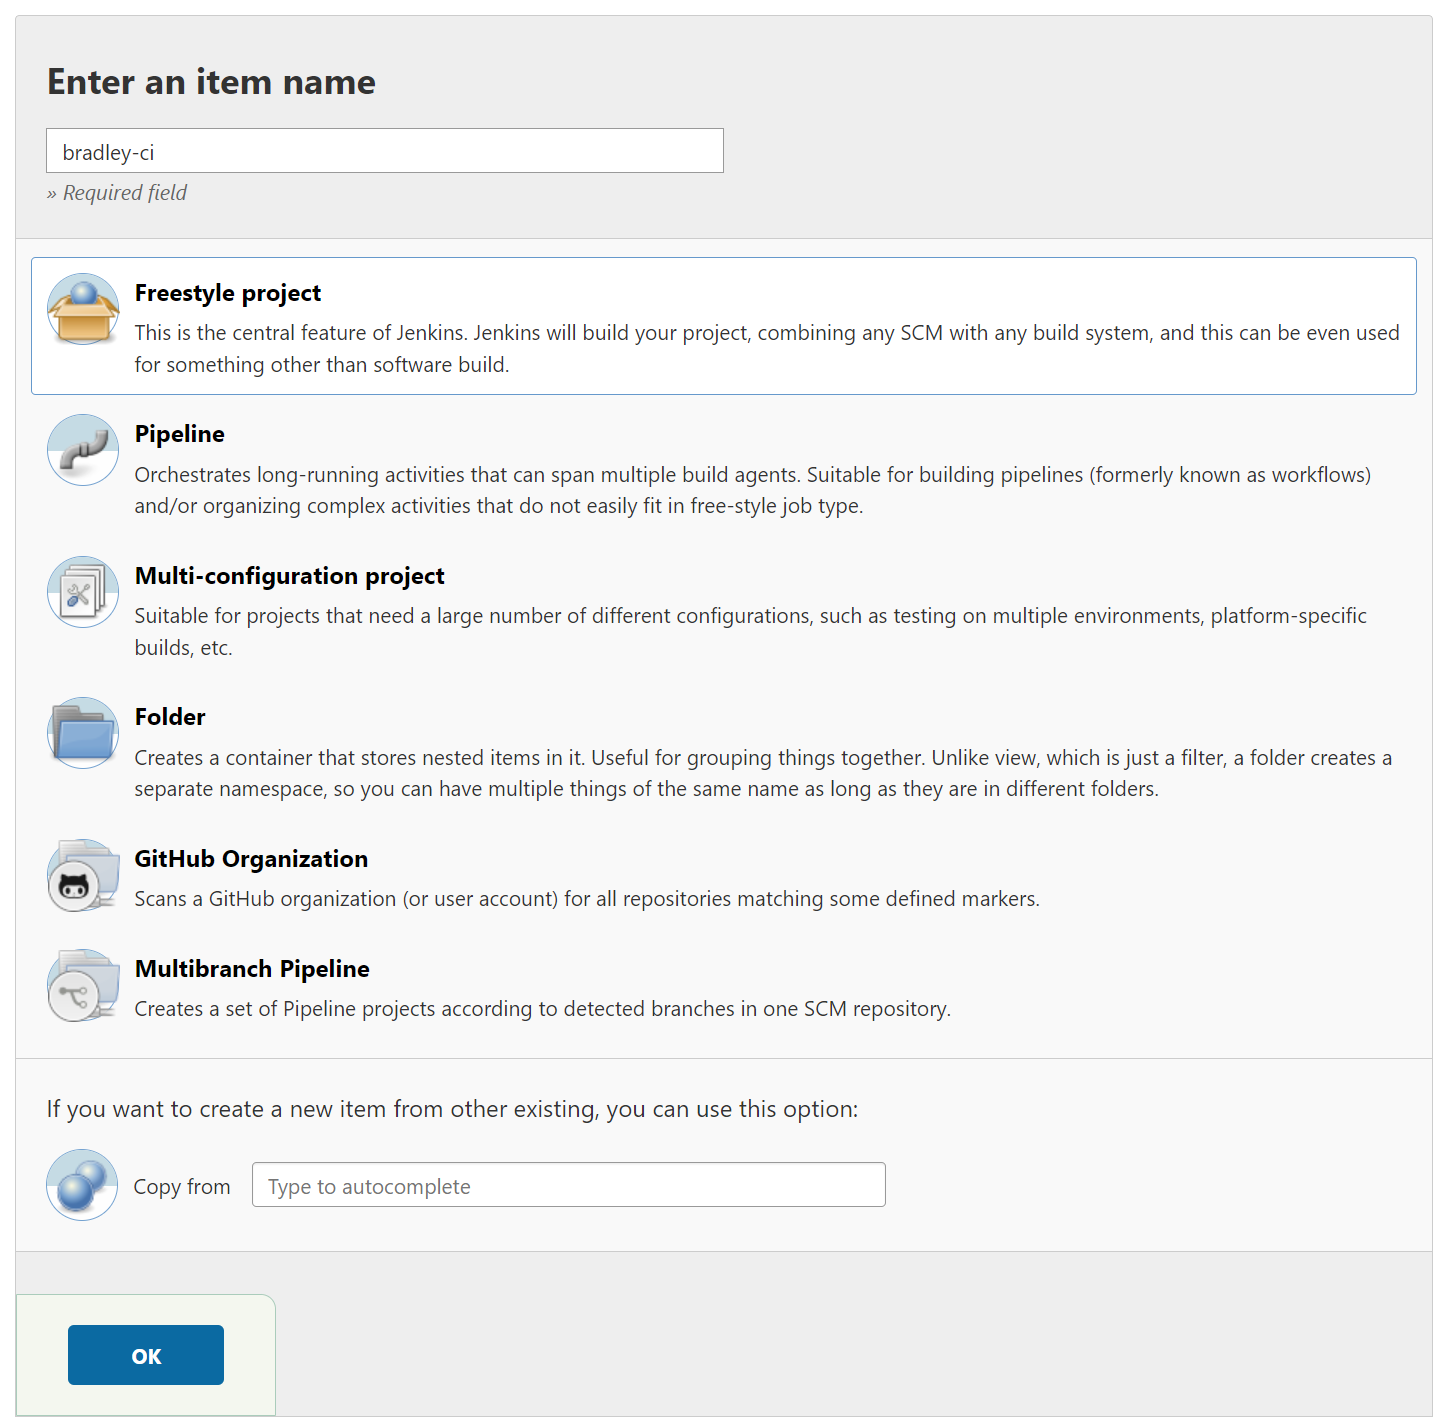 Enter an item name
bradley-ci
» Required field
Freestyle project
This is the central feature of Jenkins. Jenkins will build your project, combining any SCM with any build system, and this can be even used
for something other than software build.
Pipeline
Orchestrates long-running activities that can span multiple build agents. Suitable for building pipelines (formerly known as workflows)
and/or organizing complex activities that do not easily fit in free-style job type.
Multi-configuration project
Suitable for projects that need a large number of different configurations, such as testing on multiple environments, platform-specific
builds, etc.
Folder
Creates a container that stores nested items in it. Useful for grouping things together. Unlike view, which is just a filter, a folder creates a
separate namespace, so you can have multiple things of the same name as long as they are in different folders.
GitHub Organization
Scans a GitHub organization (or user account) for all repositories matching some defined markers.
Multibranch Pipeline
Creates a set of Pipeline projects according to detected branches in one SCM repository.
If you want to create a new item from other existing, you can use this option:
Copy from
Type to autocomplete
OK